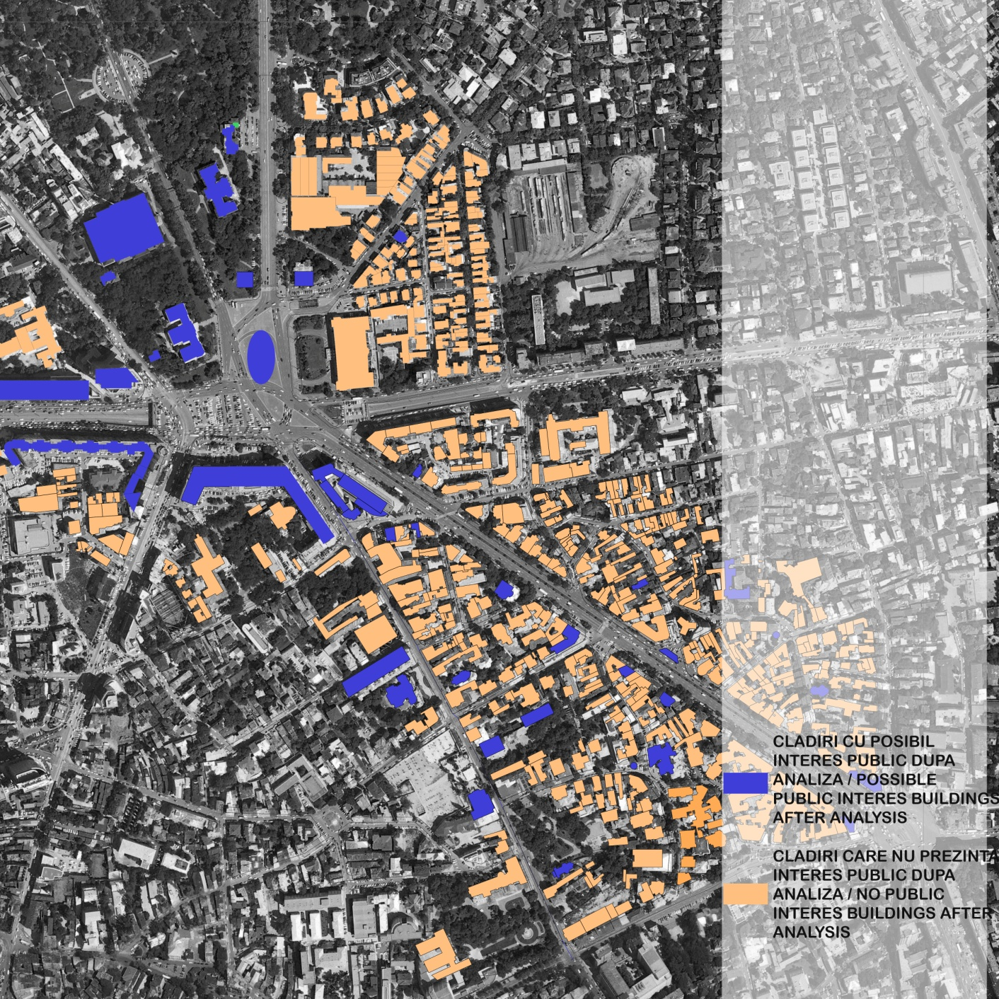 CLADIRI CU POSIBIL
INTERES PUBLIC DUPA
ANALIZA / POSSIBLE
PUBLIC INTERES BUILDINGS
AFTER ANALYSIS
CLADIRI CARE NU PREZINTA
INTERES PUBLIC DUPA
ANALIZA / NO PUBLIC
INTERES BUILDINGS AFTER
ANALYSIS